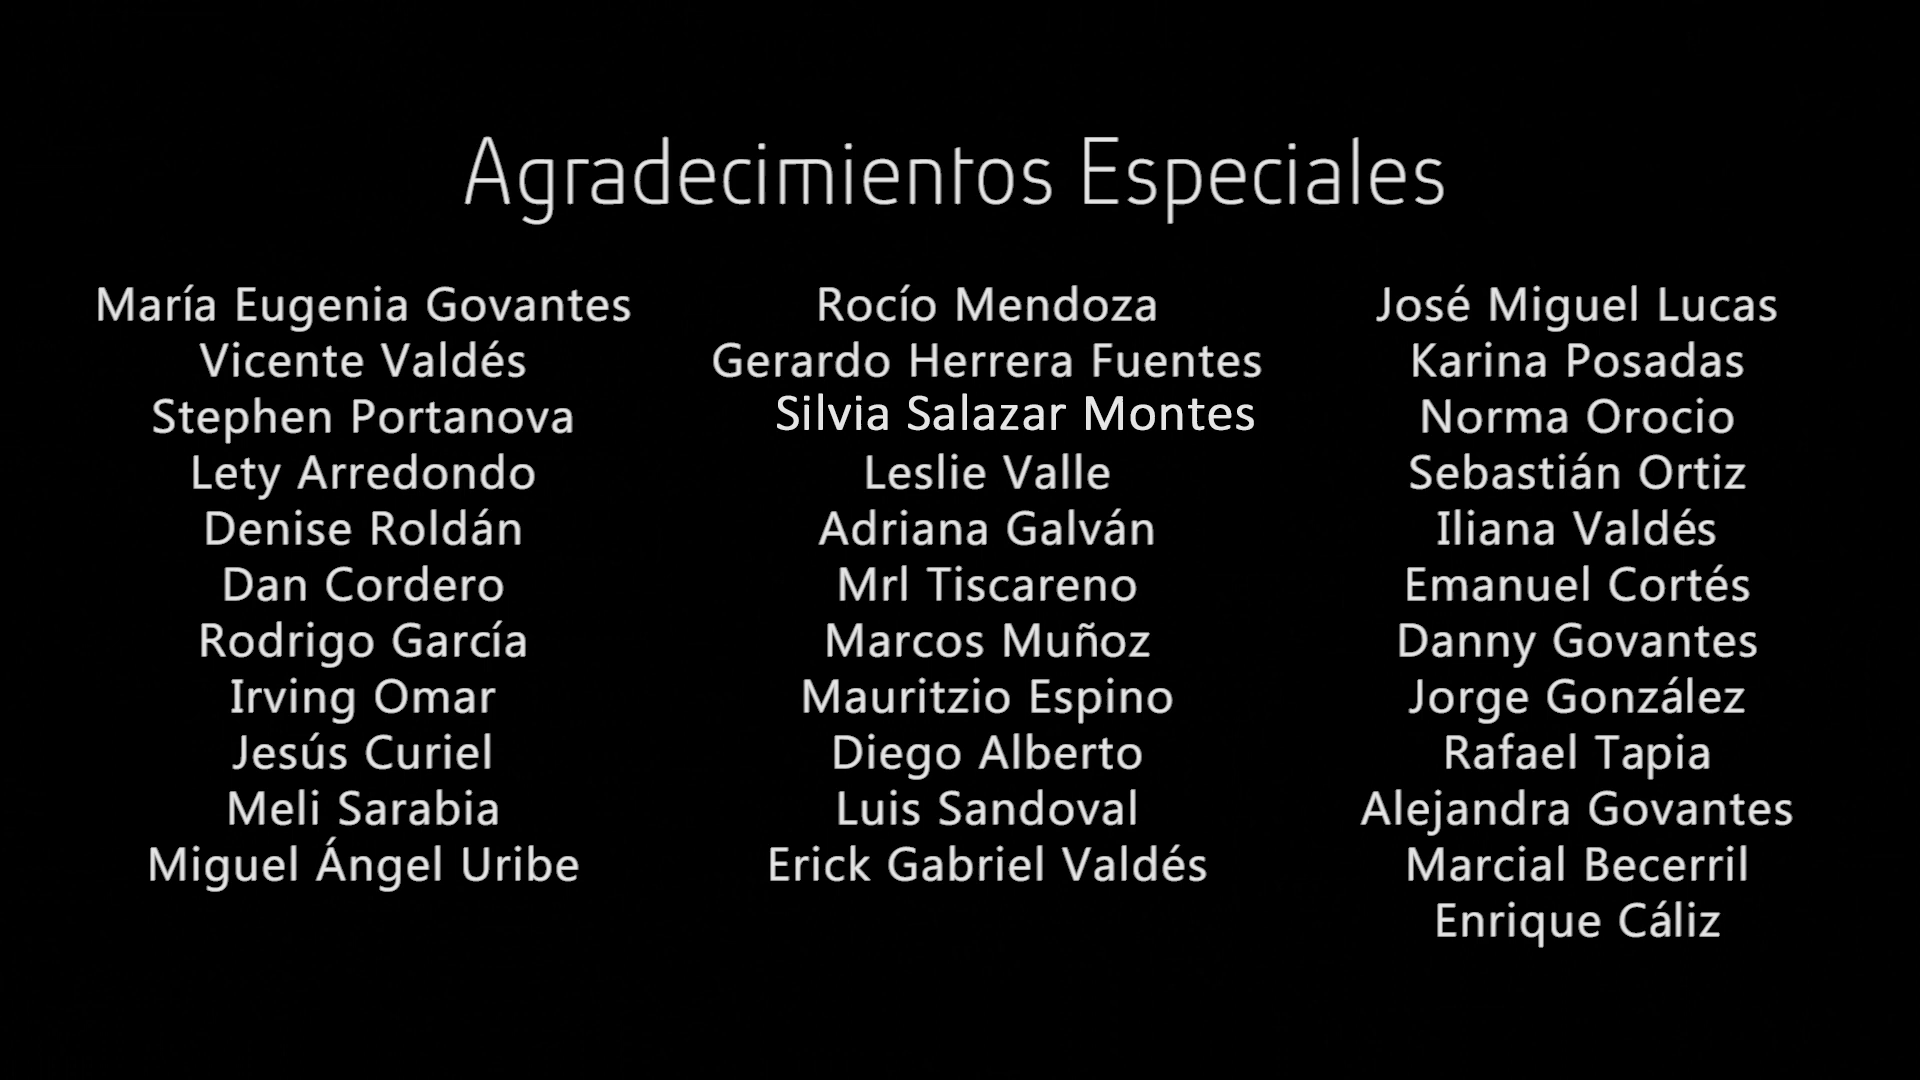 Agradecimientos Especiales
María Eugenia Govantes
Vicente Valdés
Stephen Portanova
Lety Arredondo
Denise Roldán
Dan Cordero
Rodrigo García
Irving Omar
Jesús Curiel
Meli Sarabia
Miguel Ángel Uribe
Rocío Mendoza
Gerardo Herrera Fuentes
Silvia Salazar Montes
Leslie Valle
Adriana Galván
Mrl Tiscareno
Marcos Muñoz
Mauritzio Espino
Diego Alberto
Luis Sandoval
Erick Gabriel Valdés
José Miguel Lucas
Karina Posadas
Norma Orocio
Sebastián Ortiz
Iliana Valdés
Emanuel Cortés
Danny Govantes
Jorge González
Rafael Tapia
Alejandra Govantes
Marcial Becerril
Enrique Cáliz